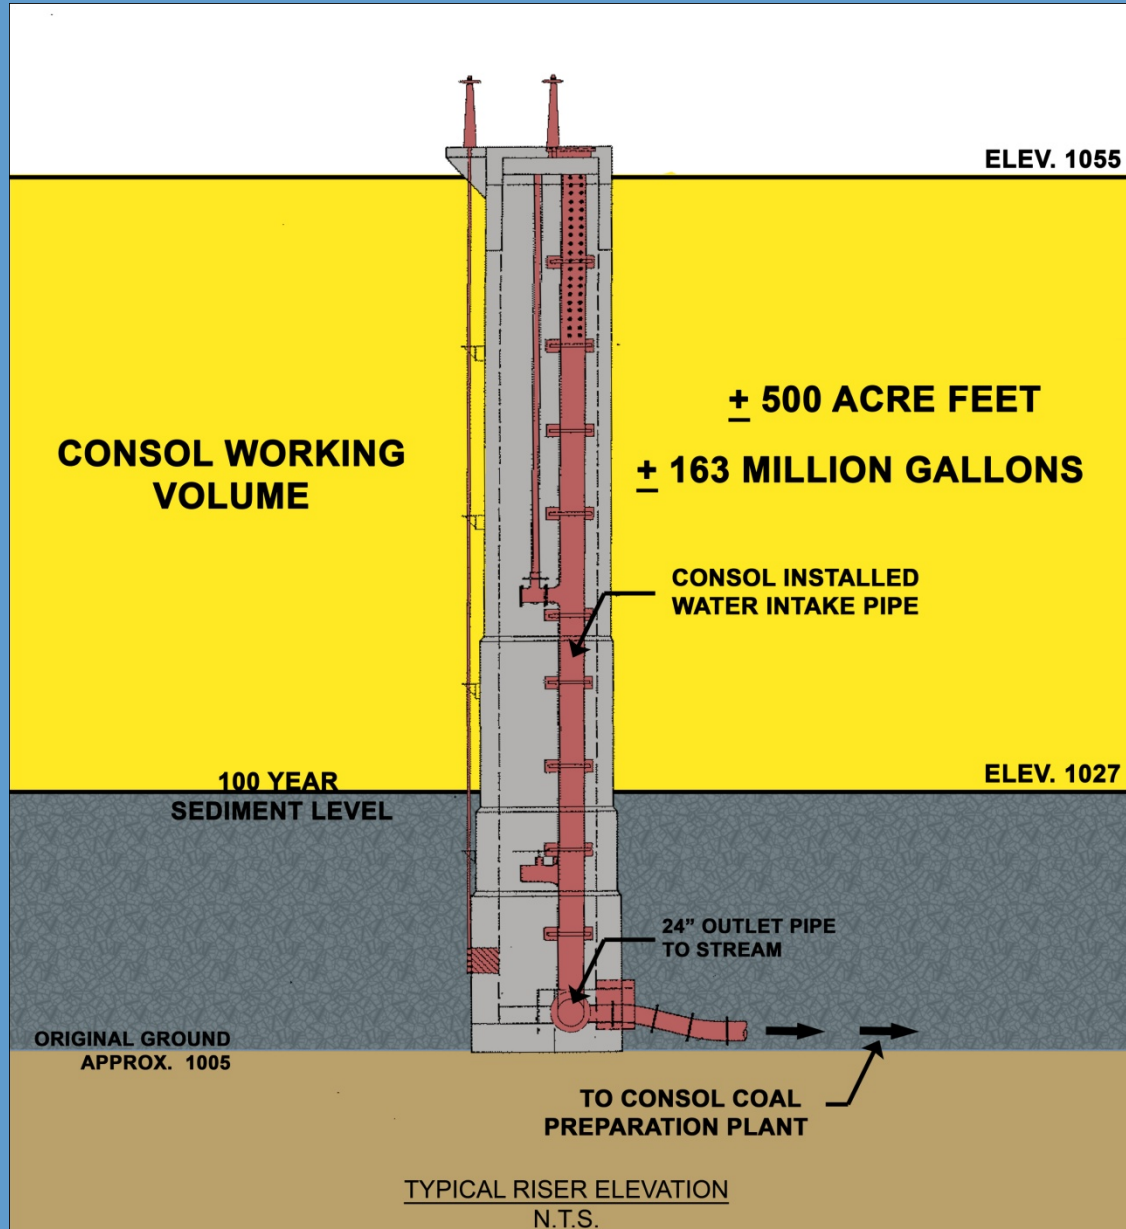 ELEV. 1055
± 500 ACRE FEET
CONSOL WORKING
VOLUME
± 163 MILLION GALLONS
CONSOL INSTALLED
WATER INTAKE PIPE
ELEV. 1027
100 YEAR
SEDIMENT LEVEL
24” OUTLET PIPE
TO STREAM
ORIGINAL GROUND
APPROX. 1005
TO CONSOL COAL
PREPARATION PLANT
TYPICAL RISER ELEVATION
N.T.S.